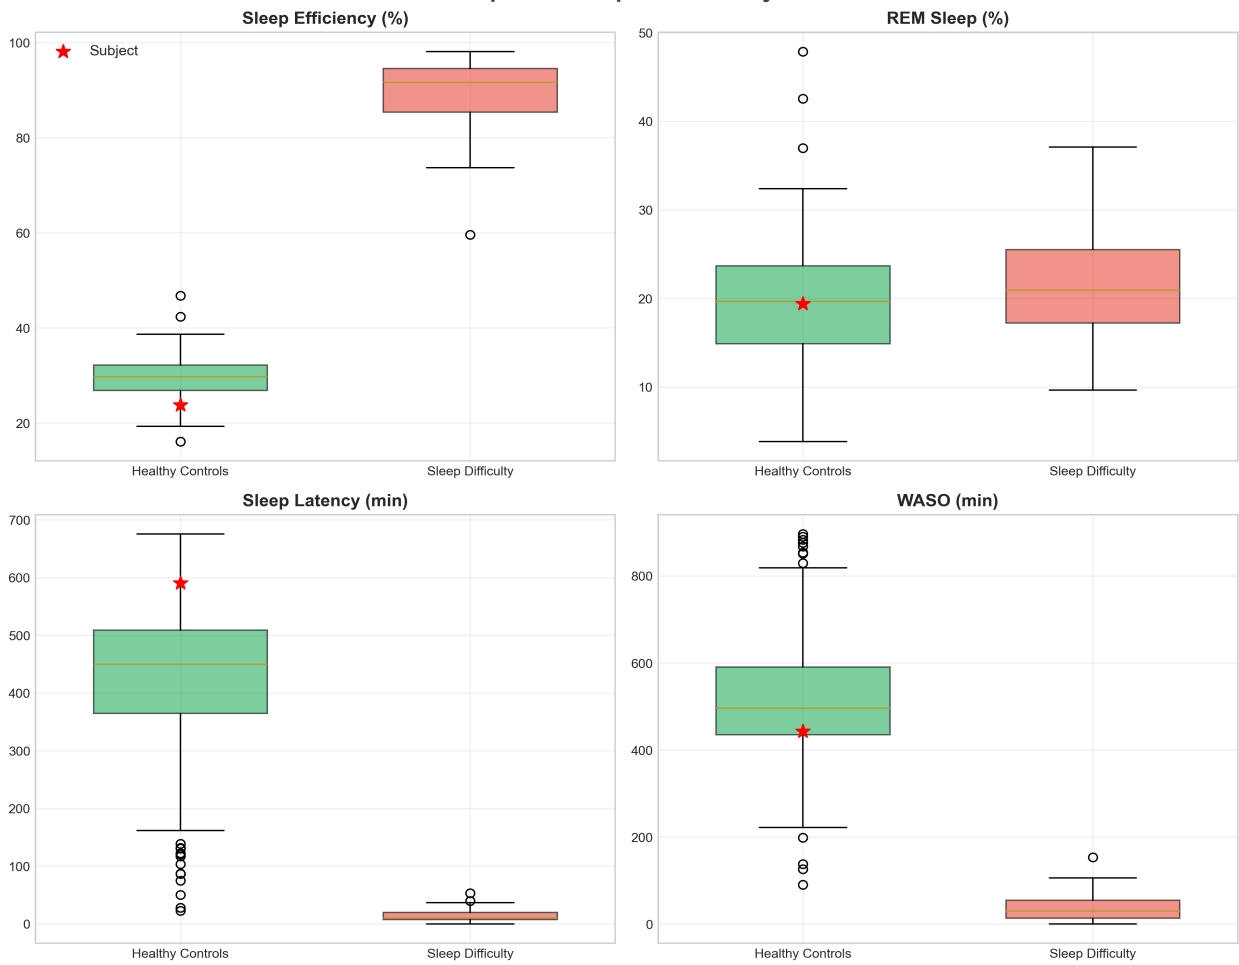 Sleep Efficiency (%)
100
80
60
40
20
Subject
Healthy Controls
Sleep Difficulty
REM Sleep (%)
50
40
30
20
10
Healthy Controls
Sleep Difficulty
Sleep Latency (min)
700
600
500
400
300
200
100
0
Healthy Controls
Sleep Difficulty
WASO (min)
800
600
400
200
0
Healthy Controls
Sleep Difficulty